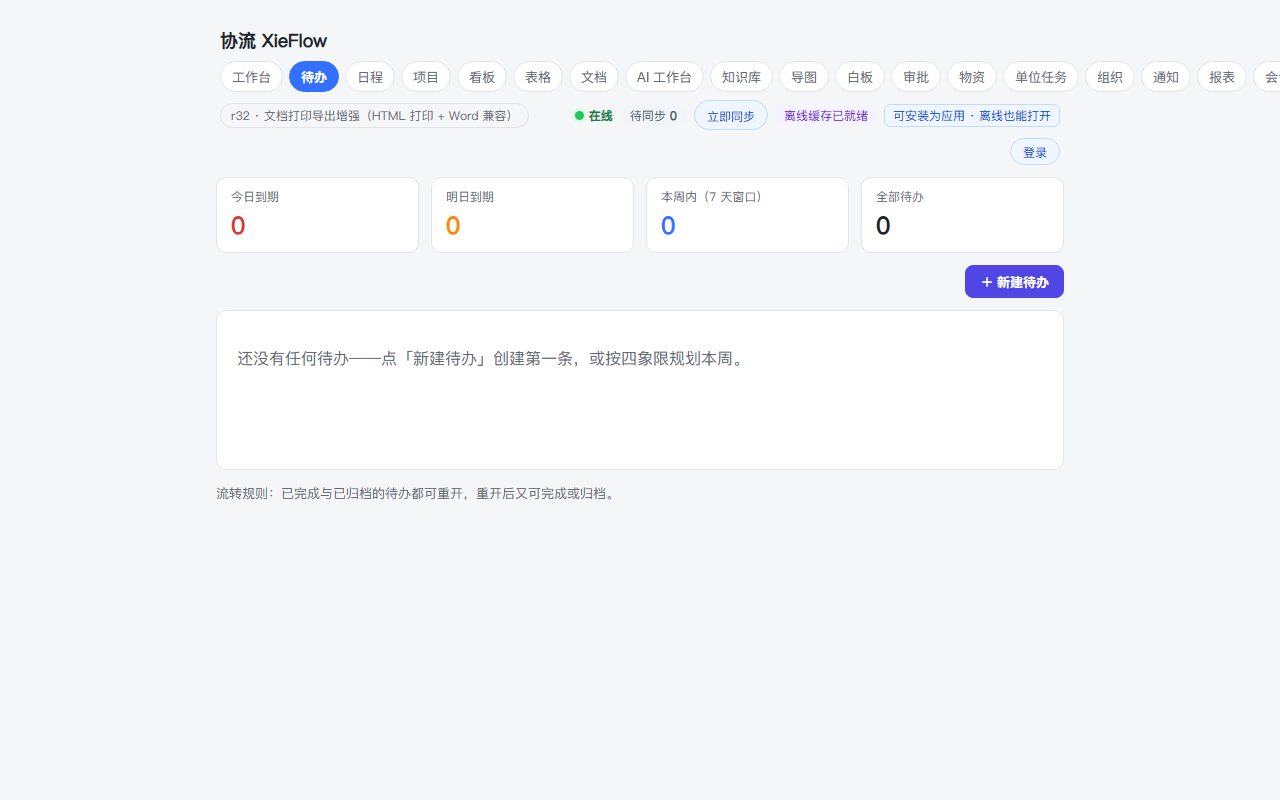 协流 XieFlow
工作台 待办 日程 项目 看板 表格 文档 AI 工作台 知识库 导图 白板 审批 物资 单位任务 组织 通知 报表
r32 · 文档打印导出增强（HTML 打印 + Word 兼容） 在线 待同步 0 立即同步 离线缓存已就绪 可安装为应用 · 离线也能打开
登录
今日到期 明日到期 本周内（7 天窗口） 全部待办
0 0 0 0
＋ 新建待办
还没有任何待办——点「新建待办」创建第一条，或按四象限规划本周。
流转规则：已完成与已归档的待办都可重开，重开后又可完成或归档。